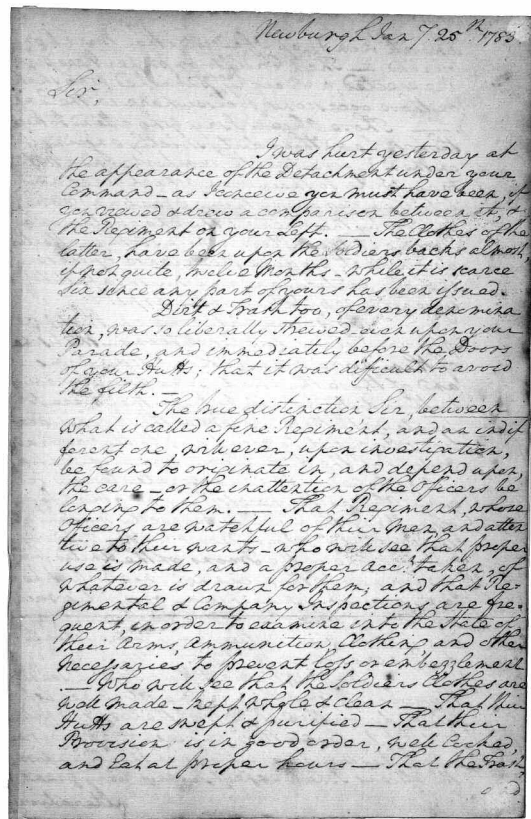 Newburgh Jan 7. 25th. 1783
Sir,
I was hurt yesterday at
the appearance of the Detachment under your
Command – as I conceive you must have been, if
you viewed & drew a comparison between it, &
the Regiment on your Left. — The Clothes of the
latter, have been upon the Soldiers backs almost,
if not quite, twelve Months – while it is scarce
six since any part of yours has been issued.
Dirt & Trash too, of every denomina
tion, was so liberally strewed even upon your
Parade, and immediately before the Doors
of your Hutts; that it was difficult to avoid
the filth. —
The true distinction Sir, between
what is called a fine Regiment, and an indif
ferent one will ever, upon investigation,
be found to originate in, and depend upon,
the care – or the inattention of the Officers be
longing to them. — That Regiment, whose
Officers are watchful of their Men, and atten
tive to their wants – who will see that proper
use is made, and a proper Acct. taken, of
whatever is drawn for them, and that Re-
gimental & Company Inspections are fre-
quent, in order to examine into the State of
their Arms, Ammunition, Clothing, and other
Necessaries to prevent loss or embezzlement
. — Who will see that the Soldiers Clothes are
well made – kept whole & clean — That their
Hutts are swept & purified – That their
Provision is in good order, well Cooked,
and Eat at proper hours — That the Trash,
and